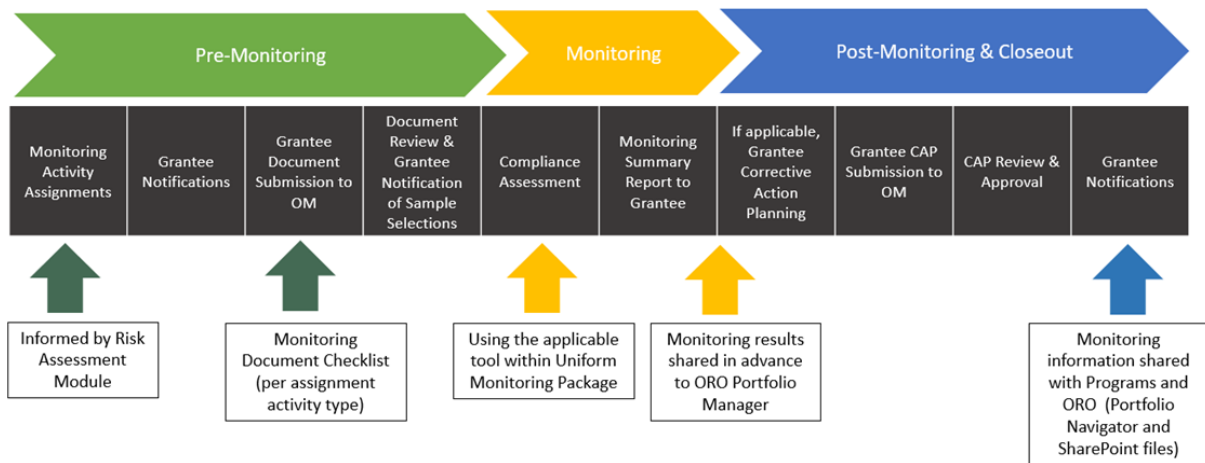 Pre-Monitoring
Monitoring
Post-Monitoring & Closeout
Monitoring
Activity
Assignments
Grantee
Notifications
Grantee
Document
Submission to
OM
Document
Review &
Grantee
Notification
of Sample
Selections
Compliance
Assessment
Monitoring
Summary
Report to
Grantee
If applicable,
Grantee
Corrective
Action
Planning
Grantee CAP
Submission to
OM
CAP Review &
Approval
Grantee
Notifications
Informed by Risk
Assessment
Module
Monitoring
Document Checklist
(per assignment
activity type)
Using the applicable
tool within Uniform
Monitoring Package
Monitoring results
shared in advance
to ORO Portfolio
Manager
Monitoring
information shared
with Programs and
ORO (Portfolio
Navigator and
SharePoint files)